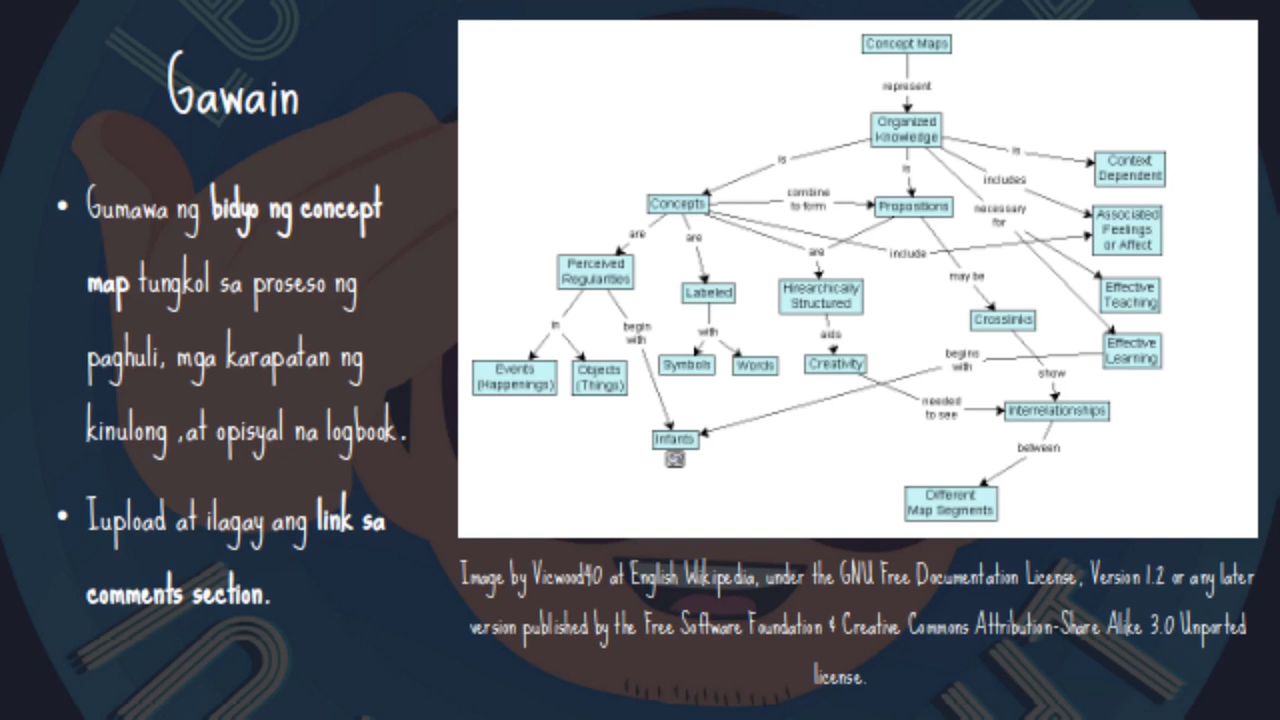 Gawain
• Gumawa ng bidyo ng concept
map tungkol sa proseso ng
paghuli, mga karapatan ng
kinulong ,at opisyal na logbook.
• Iupload at ilagay ang link sa
comments section.
Concept Maps
represent
Organized
Knowledge
is
is
is
Context
Dependent
includes
Concepts
combine
to form
Propositions
necessary
for
Associated
Feelings
or Affect
are
are
are
include
Perceived
Regularities
Labeled
Hirearchically
Structured
may be
Effective
Teaching
Crosslinks
in
begin
with
with
aids
Effective
Learning
begins
with
Events
(Happenings)
Objects
(Things)
Symbols
Words
Creativity
show
needed
to see
Interrelationships
Infants
between
Different
Map Segments
Image by Vicwood40 at English Wikipedia, under the GNU Free Documentation License, Version 1.2 or any later
version published by the Free Software Foundation & Creative Commons Attribution-Share Alike 3.0 Unported
license.